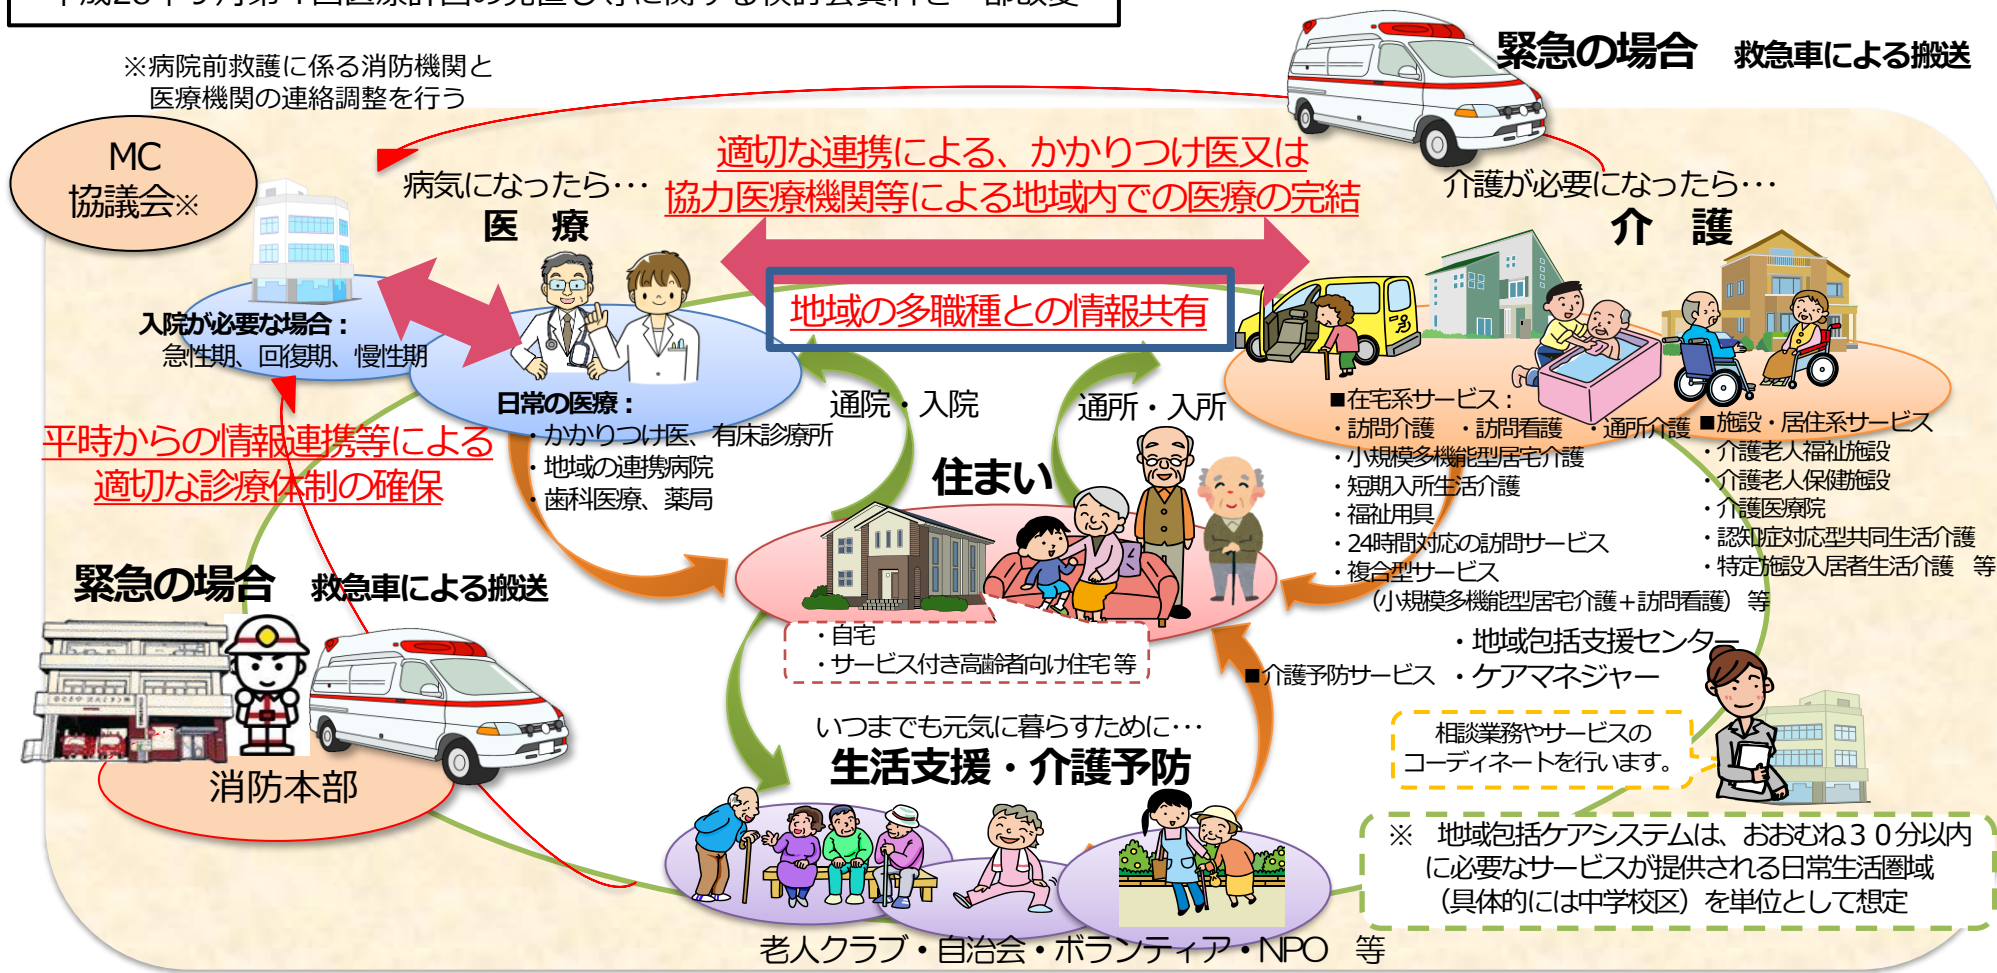 ※病院前救護に係る消防機関と
医療機関の連絡調整を行う
MC
協議会※
緊急の場合　救急車による搬送
適切な連携による、かかりつけ医又は
協力医療機関等による地域内での医療の完結
病気になったら…
医　療
介護が必要になったら…
介　護
地域の多職種との情報共有
入院が必要な場合：
急性期、回復期、慢性期
日常の医療：
・かかりつけ医、有床診療所
・地域の連携病院
・歯科医療、薬局
通院・入院
通所・入所
■在宅系サービス：
・訪問介護　・訪問看護　・通所介護
・小規模多機能型居宅介護
・短期入所生活介護
・福祉用具
・24時間対応の訪問サービス
・複合型サービス
（小規模多機能型居宅介護＋訪問看護）等
■施設・居住系サービス
・介護老人福祉施設
・介護老人保健施設
・介護医療院
・認知症対応型共同生活介護
・特定施設入居者生活介護　等
平時からの情報連携等による
適切な診療体制の確保
住まい
・自宅
・サービス付き高齢者向け住宅 等
緊急の場合　救急車による搬送
消防本部
■介護予防サービス
・地域包括支援センター
・ケアマネジャー
相談業務やサービスの
コーディネートを行います。
いつまでも元気に暮らすために…
生活支援・介護予防
老人クラブ・自治会・ボランティア・NPO　等
※　地域包括ケアシステムは、おおむね３０分以内
に必要なサービスが提供される日常生活圏域
（具体的には中学校区）を単位として想定